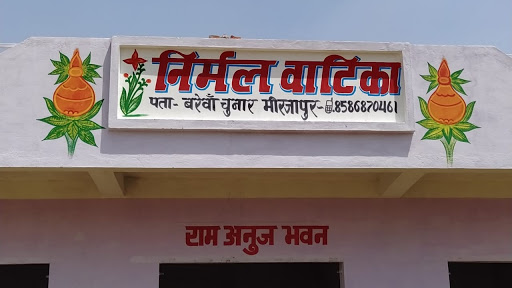 निर्मल वाटिका
पता- बरेवाँ चुनार मीरजापुर-8586870461
राम अनुज भवन